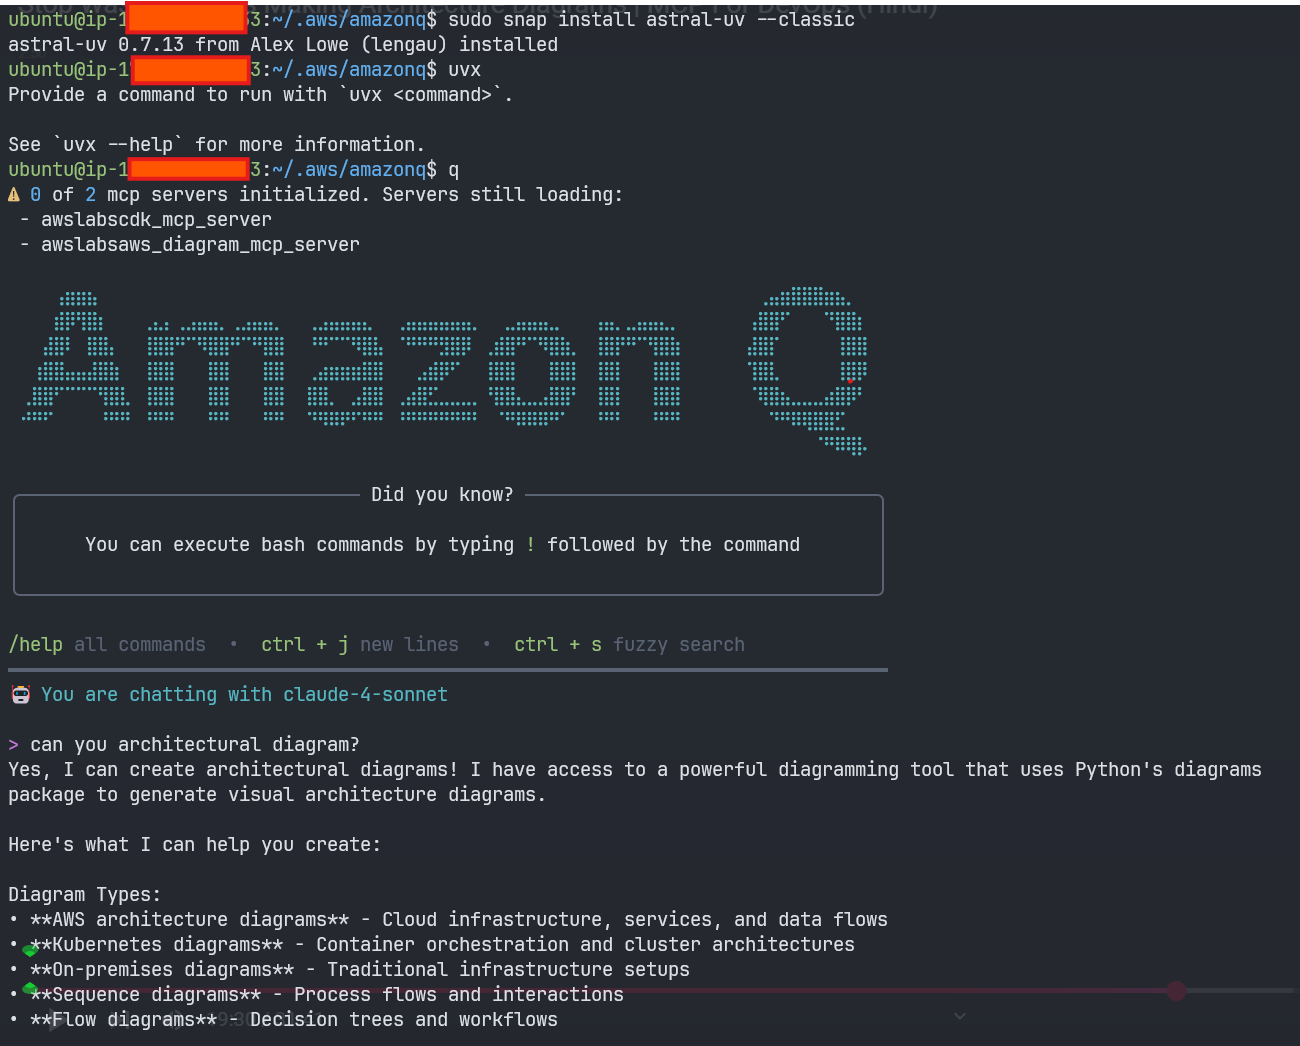 ubuntu@ip-1 3:~/.aws/amazonq$ sudo snap install astral-uv --classic
astral-uv 0.7.13 from Alex Lowe (lengau) installed
ubuntu@ip-1 3:~/.aws/amazonq$ uvx
Provide a command to run with `uvx <command>`.
See `uvx --help` for more information.
ubuntu@ip-1 3:~/.aws/amazonq$ q
⚠ 0 of 2 mcp servers initialized. Servers still loading:
- awslabscdk_mcp_server
- awslabsaws_diagram_mcp_server
Amazon Q
Did you know?
You can execute bash commands by typing ! followed by the command
/help all commands • ctrl + j new lines • ctrl + s fuzzy search
🤖 You are chatting with claude-4-sonnet
> can you architectural diagram?
Yes, I can create architectural diagrams! I have access to a powerful diagramming tool that uses Python's diagrams
package to generate visual architecture diagrams.
Here's what I can help you create:
Diagram Types:
• **AWS architecture diagrams** - Cloud infrastructure, services, and data flows
• **Kubernetes diagrams** - Container orchestration and cluster architectures
• **On-premises diagrams** - Traditional infrastructure setups
• **Sequence diagrams** - Process flows and interactions
• **Flow diagrams** - Decision trees and workflows